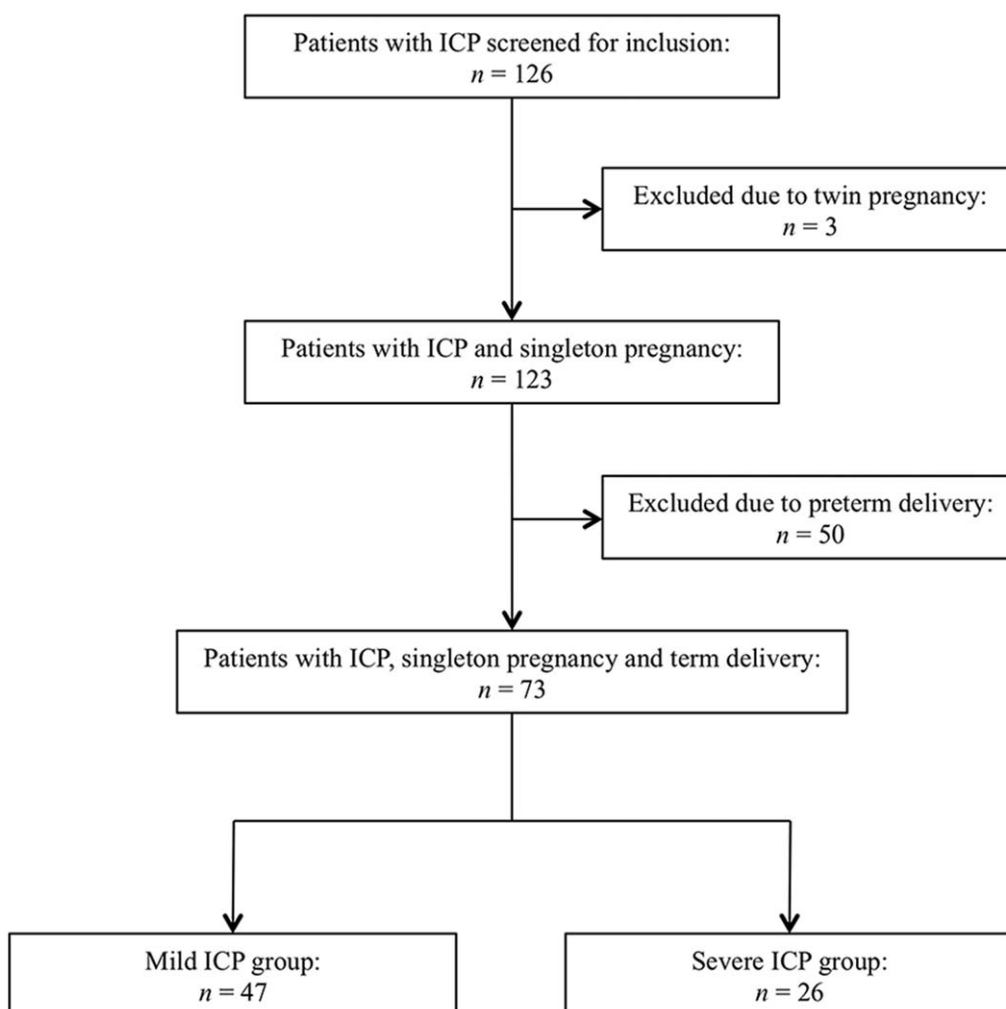 Patients with ICP screened for inclusion:
n = 126
Excluded due to twin pregnancy:
n = 3
Patients with ICP and singleton pregnancy:
n = 123
Excluded due to preterm delivery:
n = 50
Patients with ICP, singleton pregnancy and term delivery:
n = 73
Mild ICP group:
n = 47
Severe ICP group:
n = 26